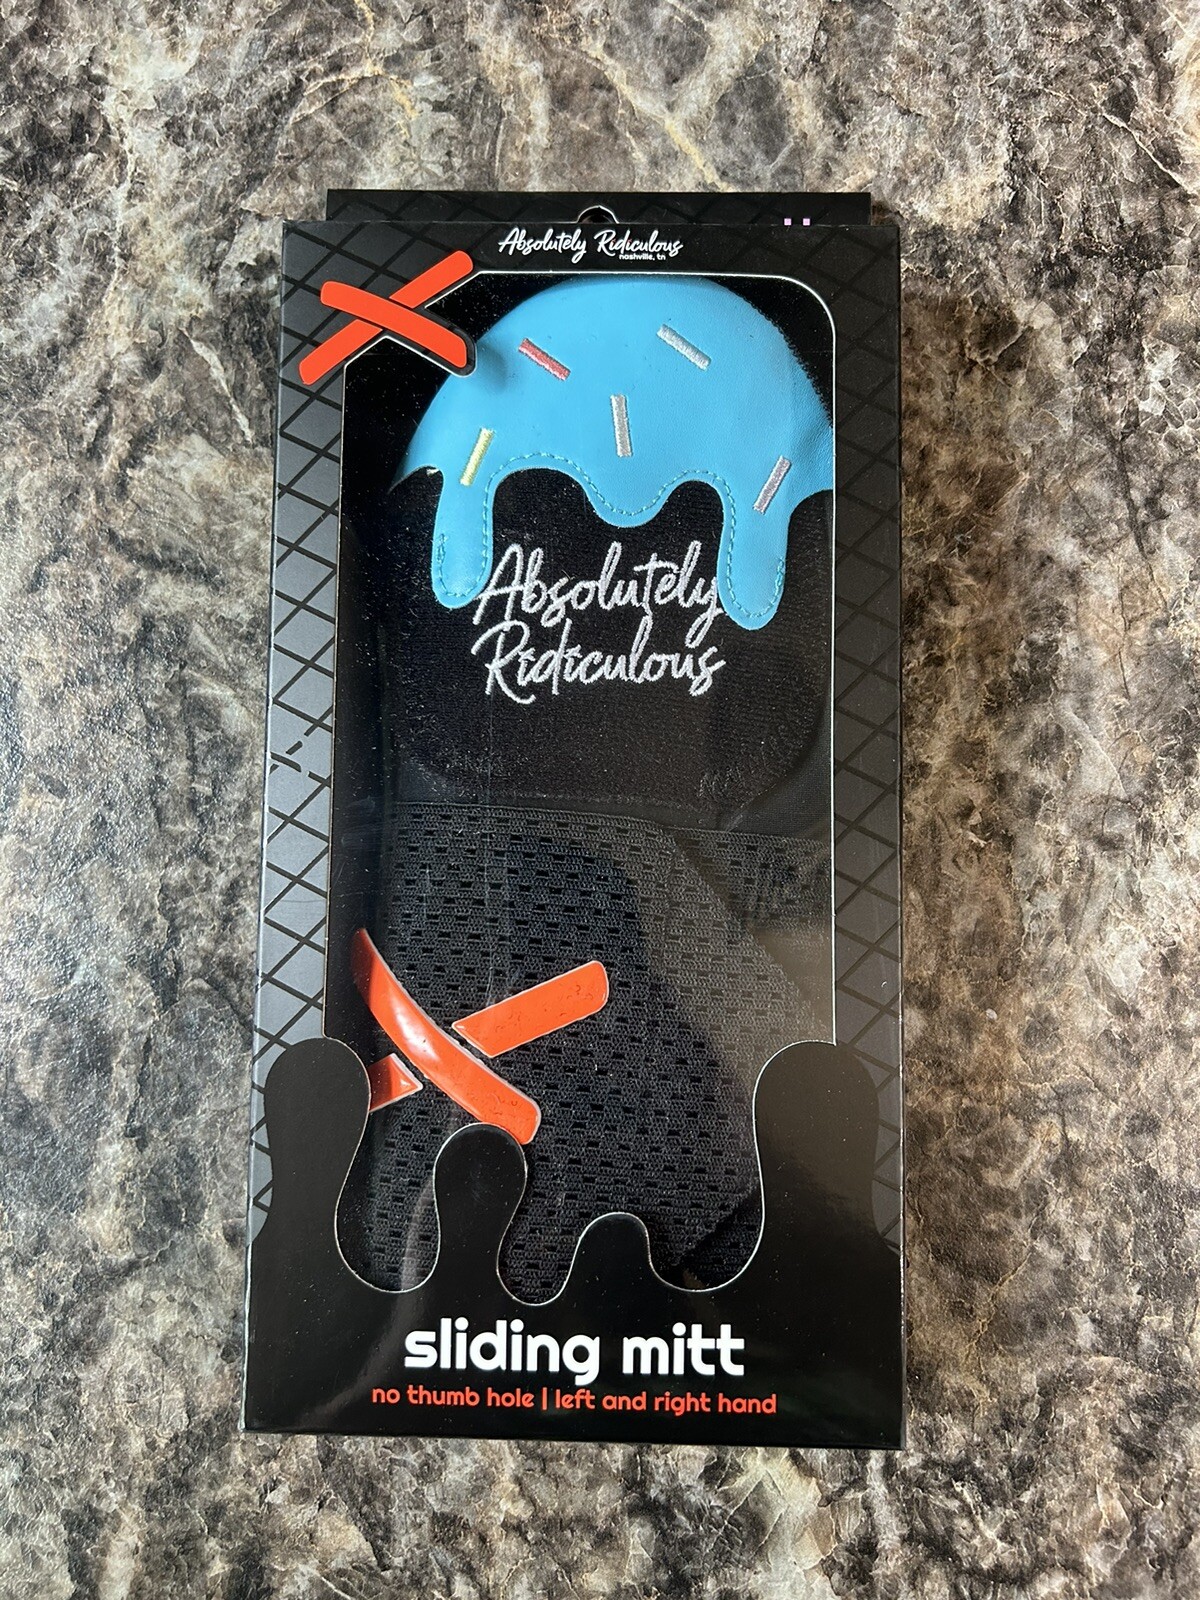 Absolutely Ridiculous
nashville, tn
Absolutely
Ridiculous
sliding mitt
no thumb hole | left and right hand